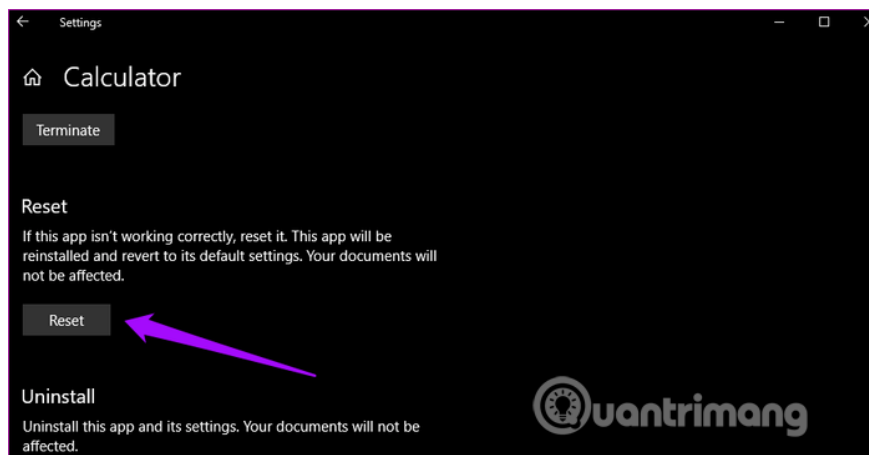 Settings
Calculator
Terminate
Reset
If this app isn't working correctly, reset it. This app will be
reinstalled and revert to its default settings. Your documents will
not be affected.
Reset
Uninstall
Uninstall this app and its settings. Your documents will not be
affected.
Quantrimang